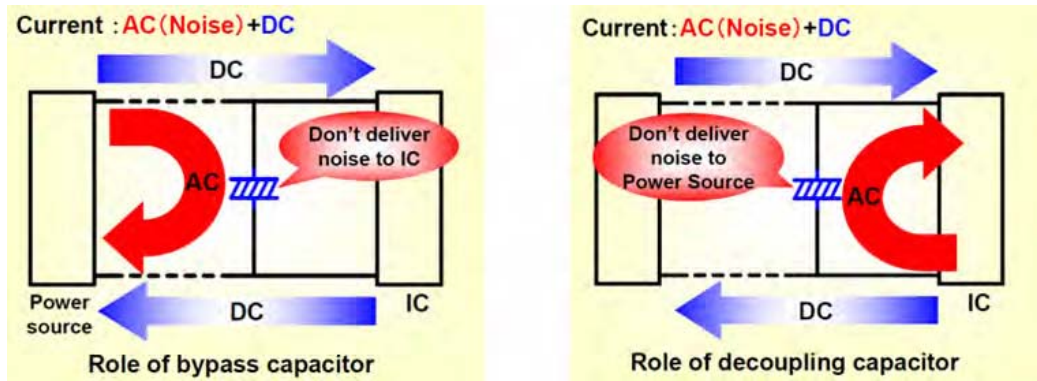 Current :AC(Noise)+DC
DC
Don't deliver
noise to IC
AC
Power
source
DC
IC
Role of bypass capacitor
Current:AC(Noise)+DC
DC
Don't deliver
noise to
Power Source
AC
DC
IC
Role of decoupling capacitor